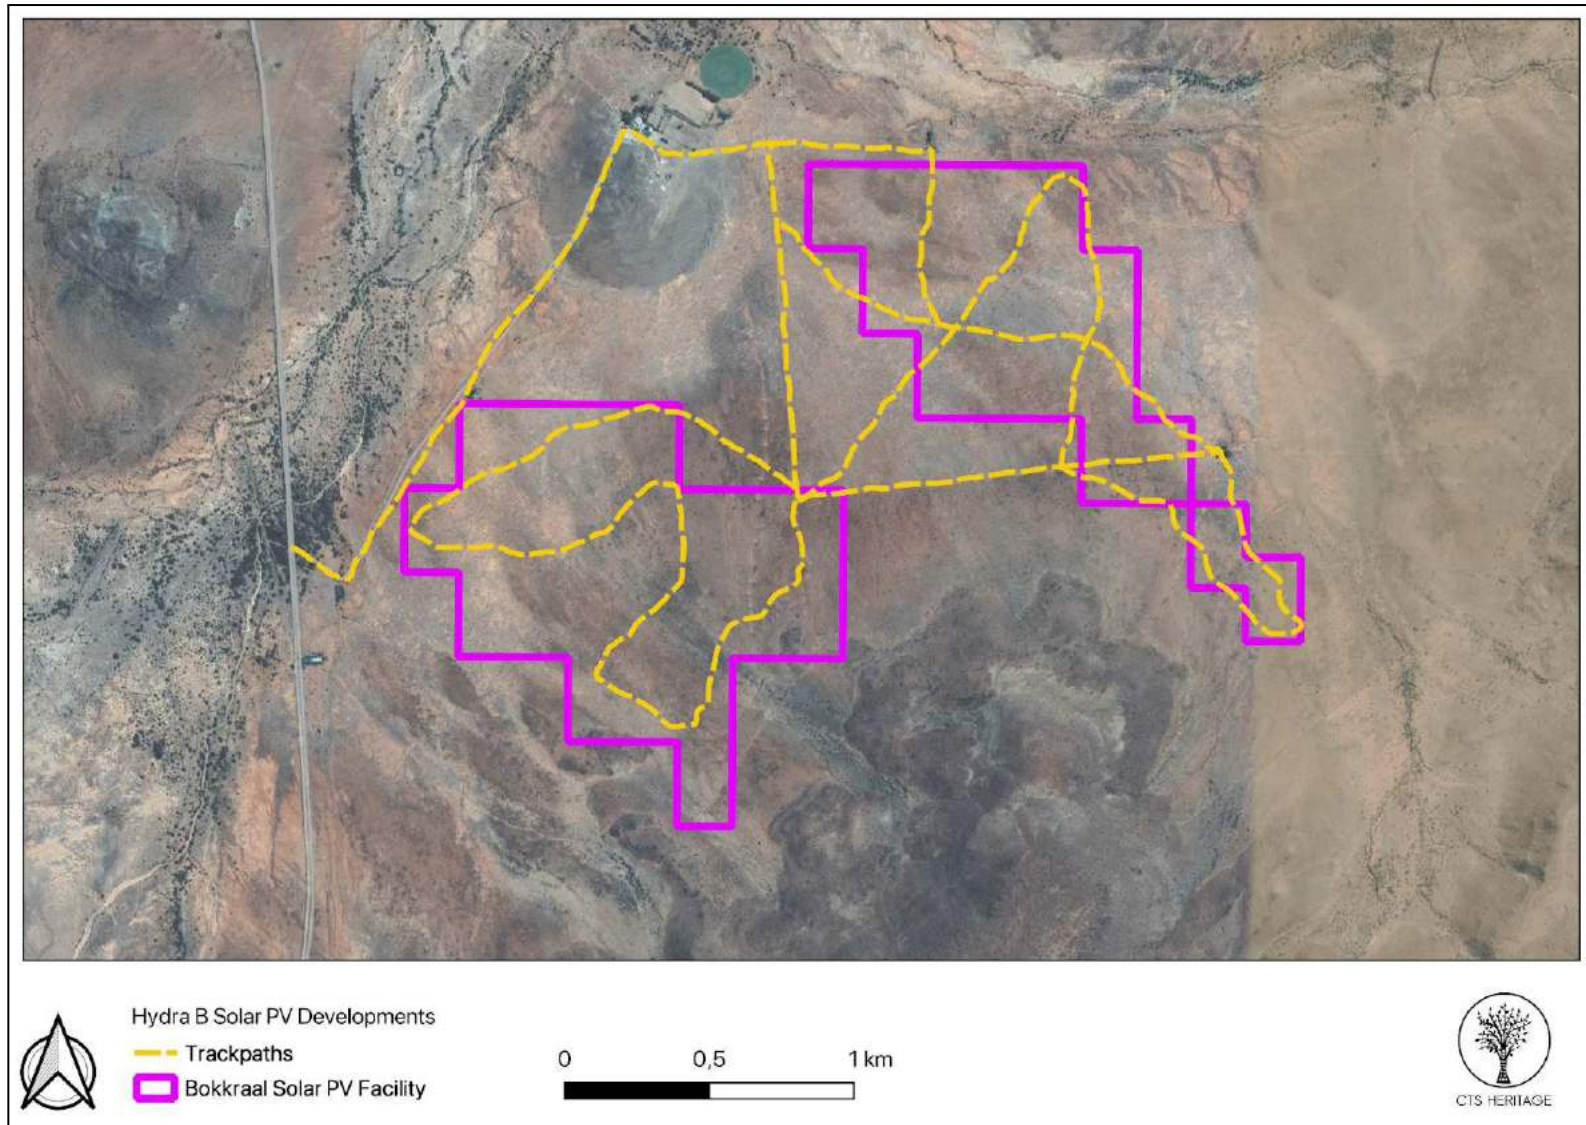 Hydra B Solar PV Developments
Trackpaths
Bokkraal Solar PV Facility
0 0,5 1 km
CTS HERITAGE